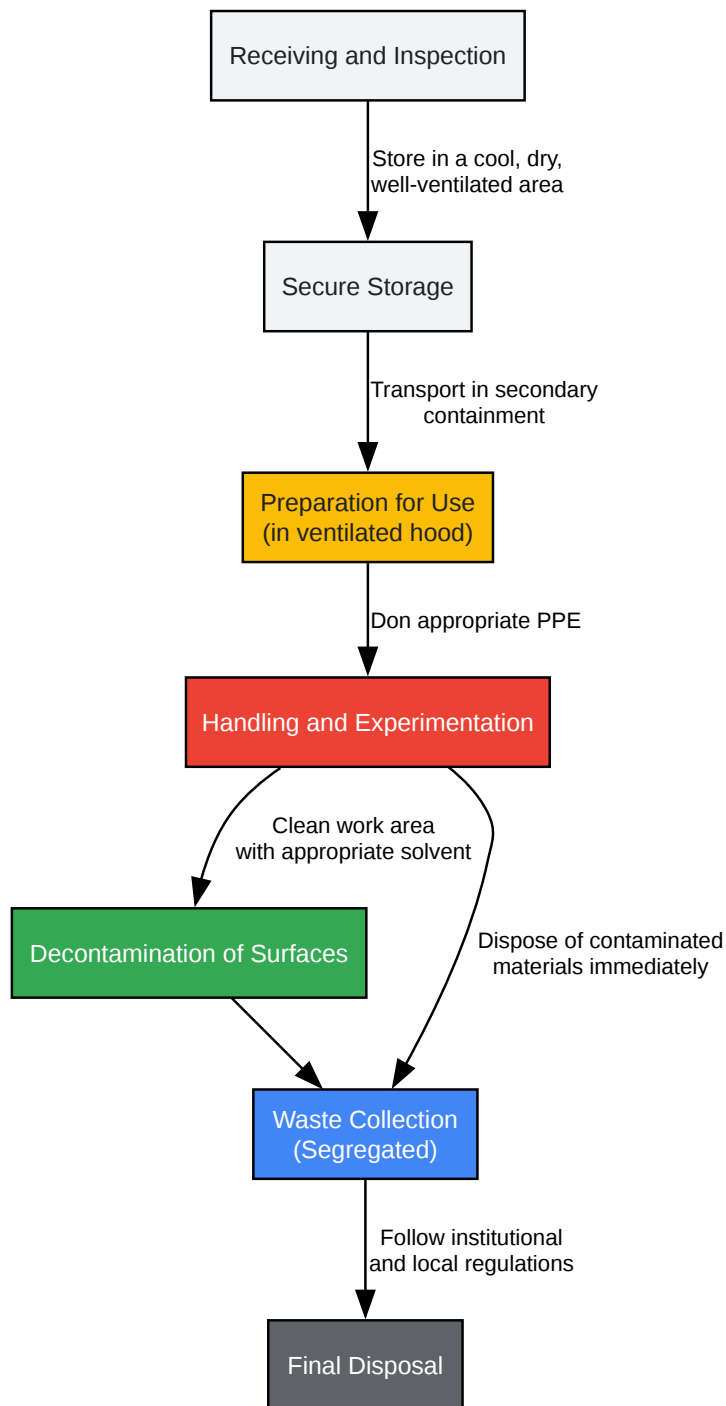 Receiving and Inspection
Store in a cool, dry,
well-ventilated area
Secure Storage
Transport in secondary
containment
Preparation for Use
(in ventilated hood)
Don appropriate PPE
Handling and Experimentation
Clean work area
with appropriate solvent
Decontamination of Surfaces
Dispose of contaminated
materials immediately
Waste Collection
(Segregated)
Follow institutional
and local regulations
Final Disposal